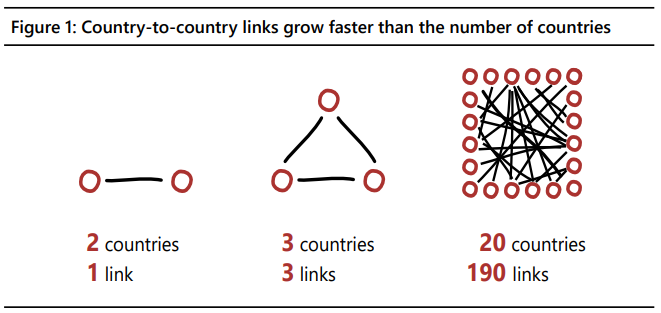 Figure 1: Country-to-country links grow faster than the number of countries
2 countries
1 link
3 countries
3 links
20 countries
190 links